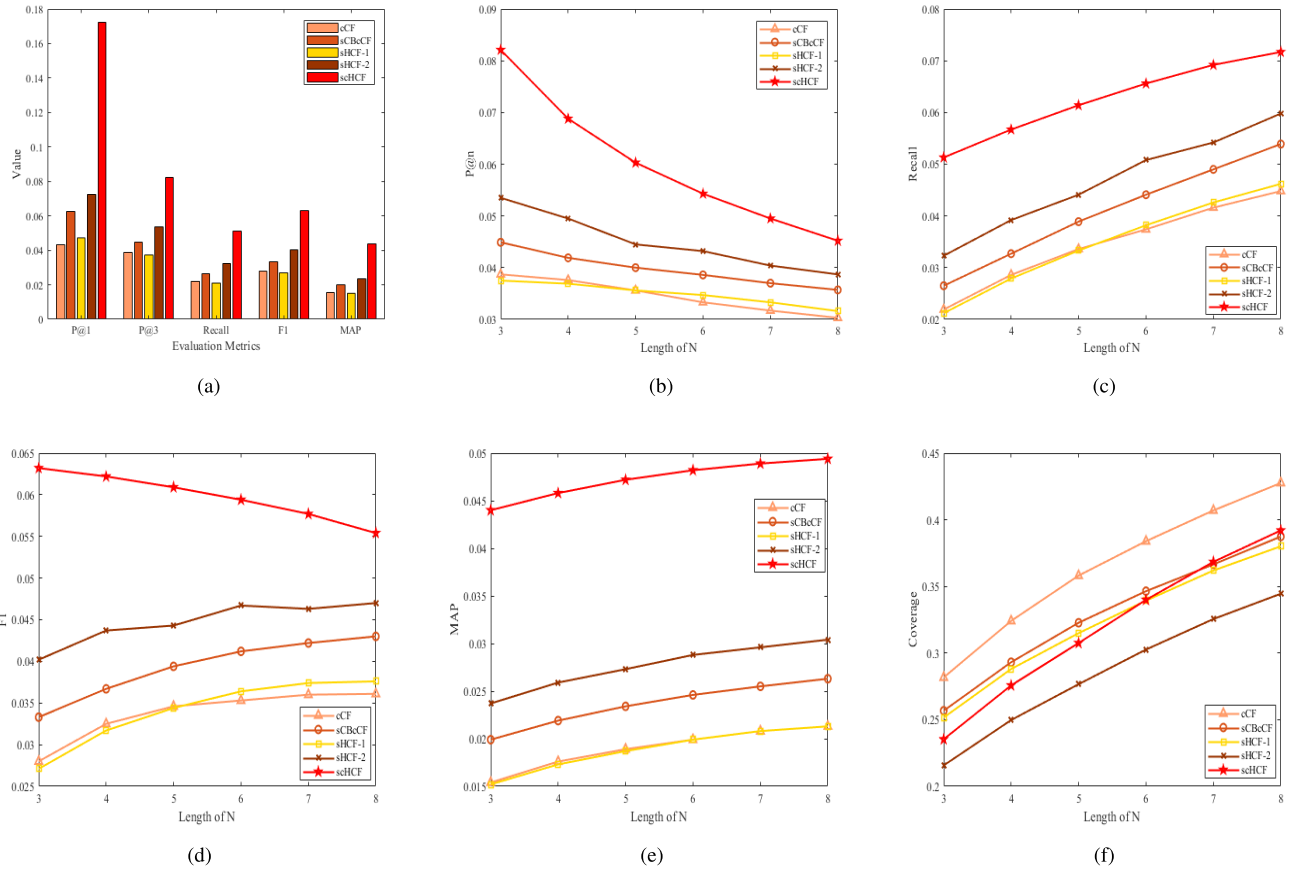 0.18
0.16
0.14
0.12
0.1
0.08
0.06
0.04
0.02
0
Value
P@1 P@3 Recall F1 MAP
Evaluation Metrics
cCF
sCBcCF
sHCF-1
sHCF-2
scHCF
(a)
0.09
0.08
0.07
0.06
0.05
0.04
0.03
P@n
3 4 5 6 7 8
Length of N
cCF
sCBcCF
sHCF-1
sHCF-2
scHCF
(b)
0.08
0.07
0.06
0.05
0.04
0.03
0.02
Recall
3 4 5 6 7 8
Length of N
cCF
sCBcCF
sHCF-1
sHCF-2
scHCF
(c)
0.065
0.06
0.055
0.05
0.045
0.04
0.035
0.03
0.025
F1
3 4 5 6 7 8
Length of N
cCF
sCBcCF
sHCF-1
sHCF-2
scHCF
(d)
0.05
0.045
0.04
0.035
0.03
0.025
0.02
0.015
MAP
3 4 5 6 7 8
Length of N
cCF
sCBcCF
sHCF-1
sHCF-2
scHCF
(e)
0.45
0.4
0.35
0.3
0.25
0.2
Coverage
3 4 5 6 7 8
Length of N
cCF
sCBcCF
sHCF-1
sHCF-2
scHCF
(f)